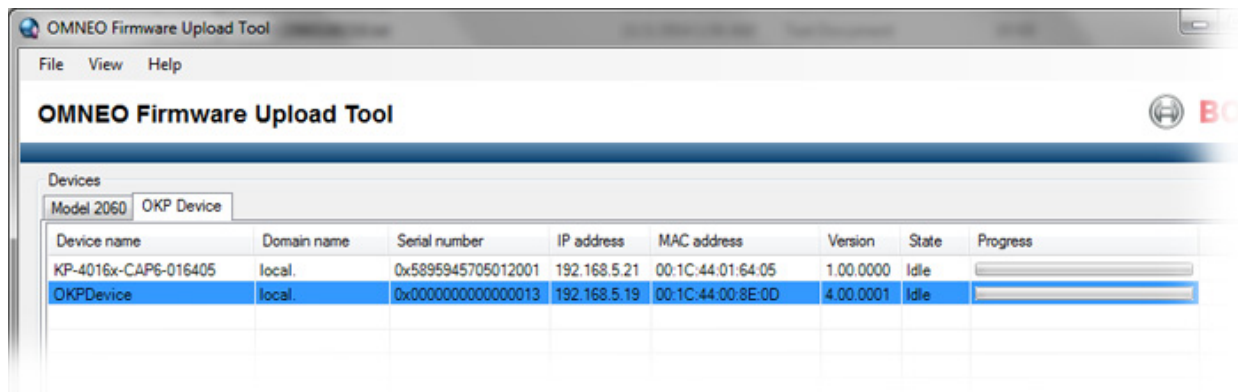 OMNEO Firmware Upload Tool
File View Help
OMNEO Firmware Upload Tool
Devices
Model 2060 OKP Device
Device name Domain name Serial number IP address MAC address Version State Progress
KP-4016x-CAP6-016405 local. 0x5895945705012001 192.168.5.21 00:1C:44:01:64:05 1.00.0000 Idle
OKPDevice local. 0x0000000000000013 192.168.5.19 00:1C:44:00:8E:0D 4.00.0001 Idle